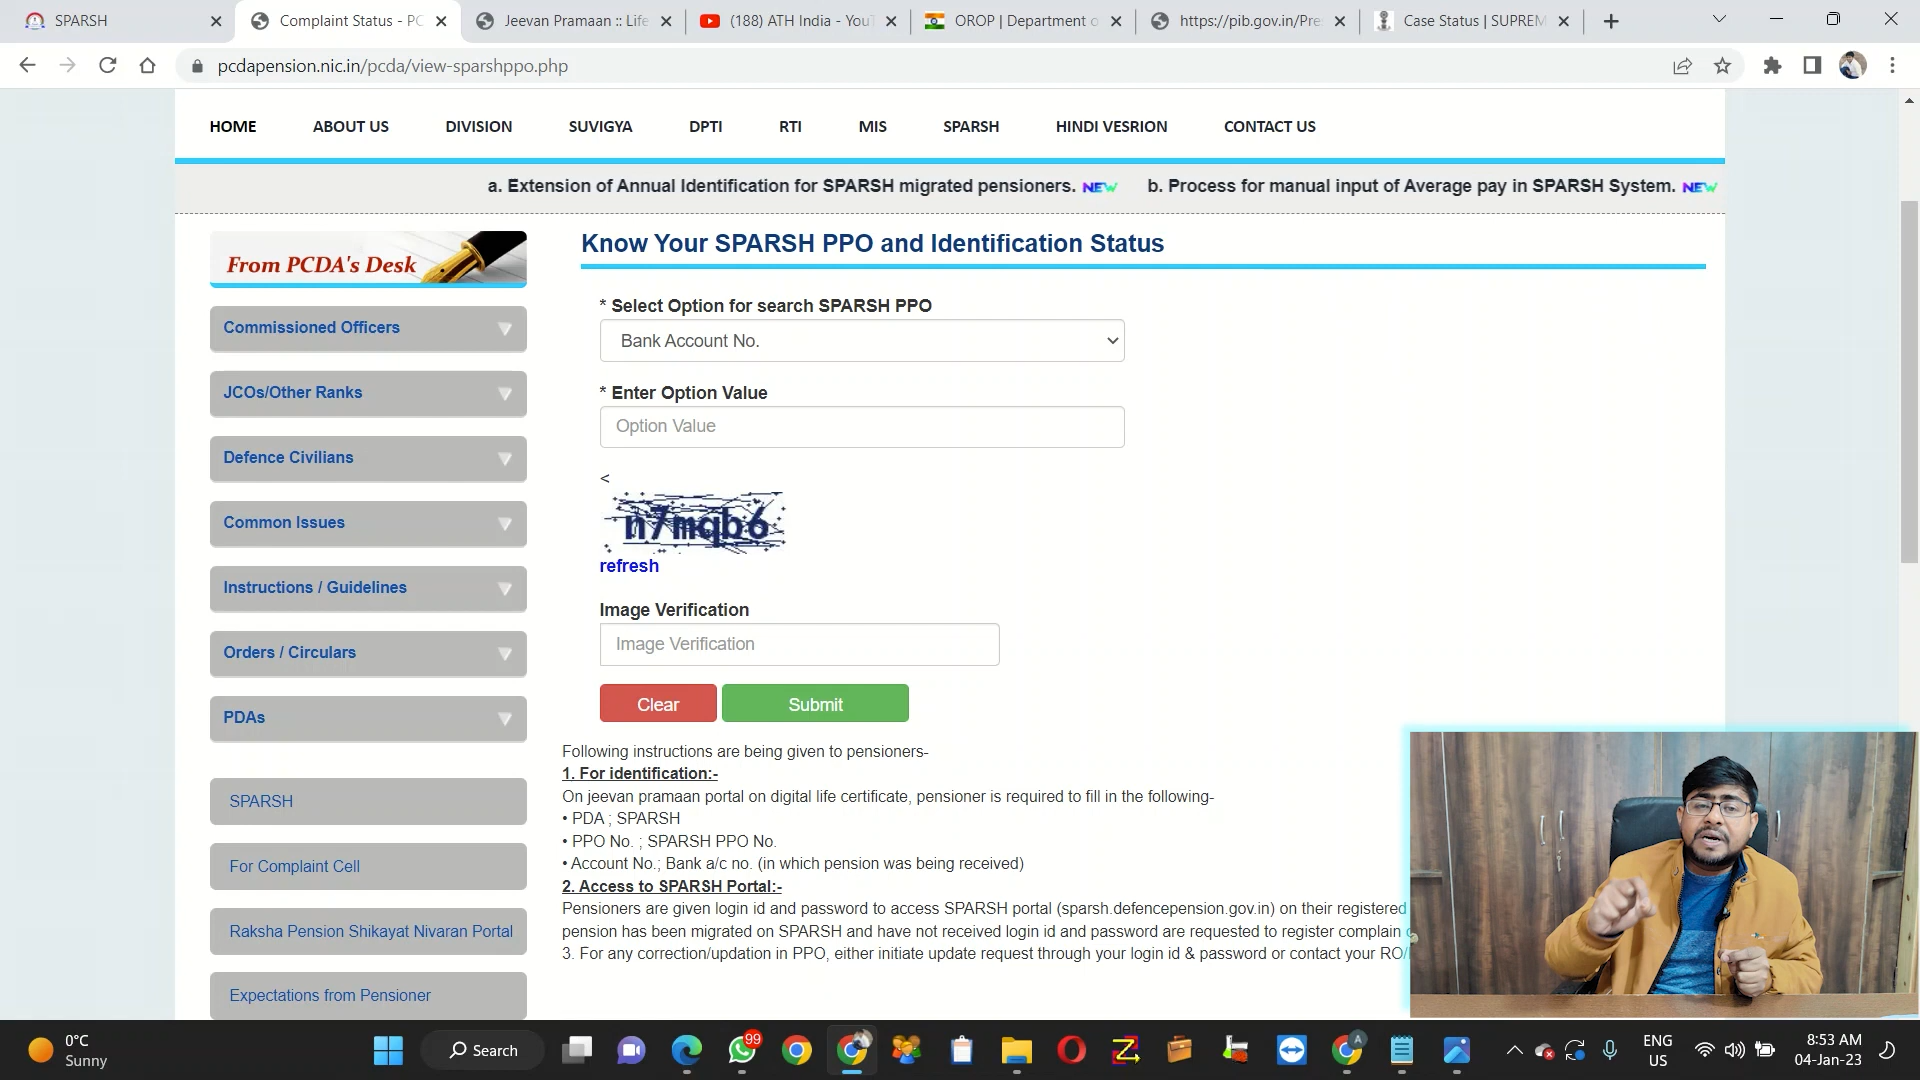 SPARSH
Complaint Status - PC
Jeevan Pramaan :: Life
(188) ATH India - YouT
OROP | Department o
https://pib.gov.in/Pre
Case Status | SUPREM
pcdapension.nic.in/pcda/view-sparshppo.php
HOME ABOUT US DIVISION SUVIGYA DPTI RTI MIS SPARSH HINDI VESRION CONTACT US
a. Extension of Annual Identification for SPARSH migrated pensioners. NEW b. Process for manual input of Average pay in SPARSH System. NEW
From PCDA's Desk
Commissioned Officers
JCOs/Other Ranks
Defence Civilians
Common Issues
Instructions / Guidelines
Orders / Circulars
PDAs
SPARSH
For Complaint Cell
Raksha Pension Shikayat Nivaran Portal
Expectations from Pensioner
Know Your SPARSH PPO and Identification Status
* Select Option for search SPARSH PPO
Bank Account No.
* Enter Option Value
Option Value
<
n7mqb6
refresh
Image Verification
Image Verification
Clear Submit
Following instructions are being given to pensioners-
1. For identification:-
On jeevan pramaan portal on digital life certificate, pensioner is required to fill in the following-
• PDA ; SPARSH
• PPO No. ; SPARSH PPO No.
• Account No.; Bank a/c no. (in which pension was being received)
2. Access to SPARSH Portal:-
Pensioners are given login id and password to access SPARSH portal (sparsh.defencepension.gov.in) on their registered
pension has been migrated on SPARSH and have not received login id and password are requested to register complain
3. For any correction/updation in PPO, either initiate update request through your login id & password or contact your RO/
0°C
Sunny
Search
99
A
ENG
US
8:53 AM
04-Jan-23